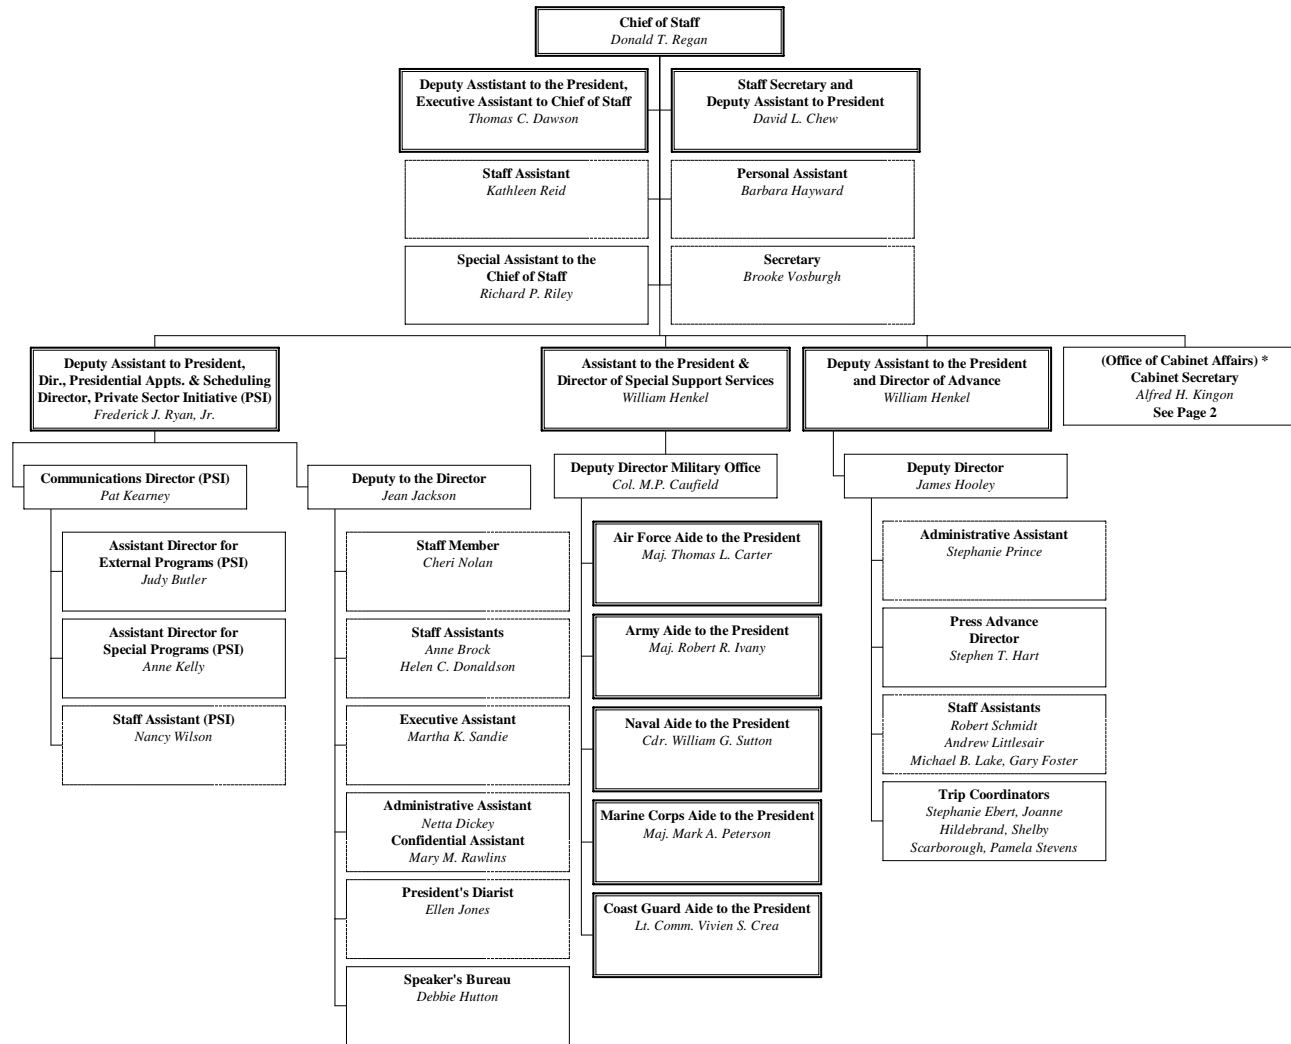 Chief of Staff
Donald T. Regan
Deputy Asstistant to the President,
Executive Assistant to Chief of Staff
Thomas C. Dawson
Staff Secretary and
Deputy Assistant to President
David L. Chew
Staff Assistant
Kathleen Reid
Personal Assistant
Barbara Hayward
Special Assistant to the
Chief of Staff
Richard P. Riley
Secretary
Brooke Vosburgh
Deputy Assistant to President,
Dir., Presidential Appts. & Scheduling
Director, Private Sector Initiative (PSI)
Frederick J. Ryan, Jr.
Assistant to the President &
Director of Special Support Services
William Henkel
Deputy Assistant to the President
and Director of Advance
William Henkel
(Office of Cabinet Affairs) *
Cabinet Secretary
Alfred H. Kingon
See Page 2
Communications Director (PSI)
Pat Kearney
Assistant Director for
External Programs (PSI)
Judy Butler
Assistant Director for
Special Programs (PSI)
Anne Kelly
Staff Assistant (PSI)
Nancy Wilson
Deputy to the Director
Jean Jackson
Staff Member
Cheri Nolan
Staff Assistants
Anne Brock
Helen C. Donaldson
Executive Assistant
Martha K. Sandie
Administrative Assistant
Netta Dickey
Confidential Assistant
Mary M. Rawlins
President's Diarist
Ellen Jones
Speaker's Bureau
Debbie Hutton
Deputy Director Military Office
Col. M.P. Caufield
Air Force Aide to the President
Maj. Thomas L. Carter
Army Aide to the President
Maj. Robert R. Ivany
Naval Aide to the President
Cdr. William G. Sutton
Marine Corps Aide to the President
Maj. Mark A. Peterson
Coast Guard Aide to the President
Lt. Comm. Vivien S. Crea
Deputy Director
James Hooley
Administrative Assistant
Stephanie Prince
Press Advance
Director
Stephen T. Hart
Staff Assistants
Robert Schmidt
Andrew Littlesair
Michael B. Lake, Gary Foster
Trip Coordinators
Stephanie Ebert, Joanne
Hildebrand, Shelby
Scarborough, Pamela Stevens